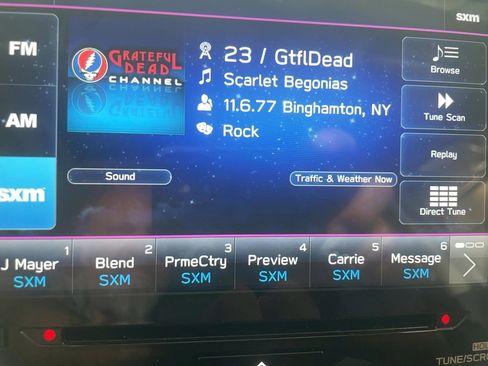 sxm
FM
AM
sxm
GRATEFUL
DEAD
CHANNEL
23 / GtflDead
Scarlet Begonias
11.6.77 Binghamton, NY
Rock
Browse
Tune Scan
Replay
Direct Tune
Sound
Traffic & Weather Now
1
J Mayer
SXM
2
Blend
SXM
3
PrmeCtry
SXM
4
Preview
SXM
5
Carrie
SXM
6
Message
SXM
HOL
TUNE/SCRO